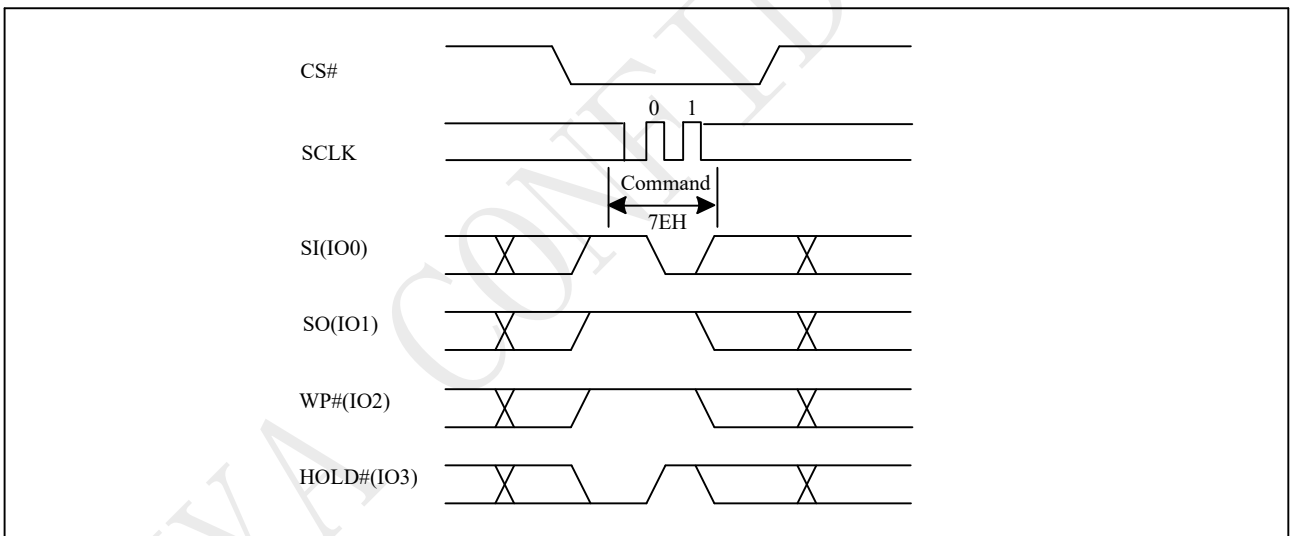 CS#
0 1
SCLK
Command
7EH
SI(IO0)
SO(IO1)
WP#(IO2)
HOLD#(IO3)